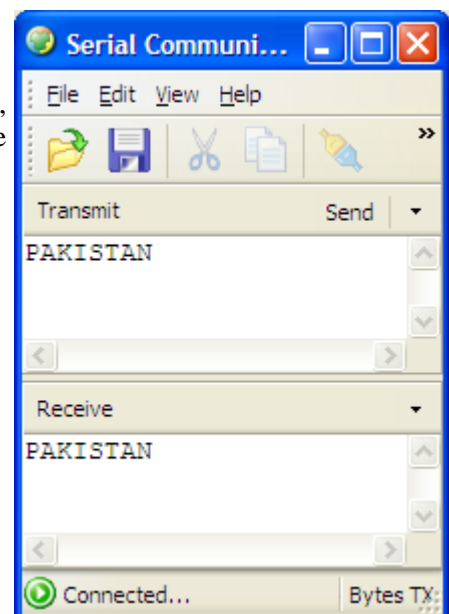 Serial Communi...
,
e
File Edit View Help
»
Transmit Send
PAKISTAN
Receive
PAKISTAN
Connected... Bytes TX: